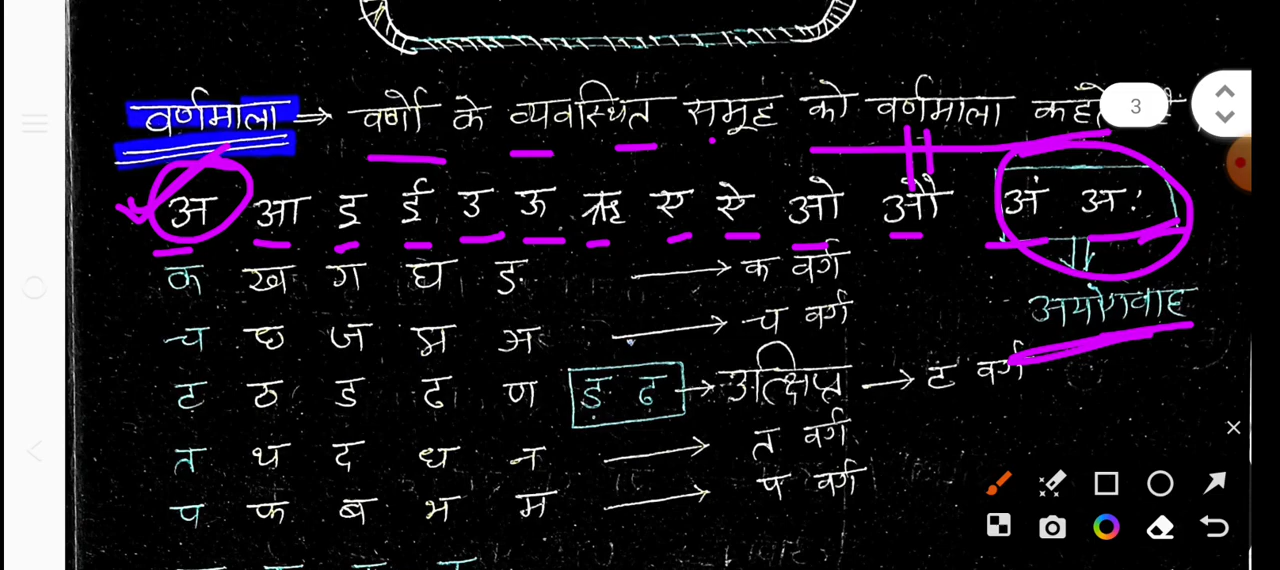 वर्णमाला ⇒ वर्णो के व्यवस्थित समूह को वर्णमाला कहते
3
अ आ इ ई उ ऊ ऋ ए ऐ ओ औ अं अः
क ख ग घ ङ → क वर्ग
अयोगवाह
च छ ज झ ञ → च वर्ग
ट ठ ड ढ ण ड़ ढ़ → उत्क्षिप्त → ट वर्ग
त थ द ध न → त वर्ग
प फ ब भ म → प वर्ग